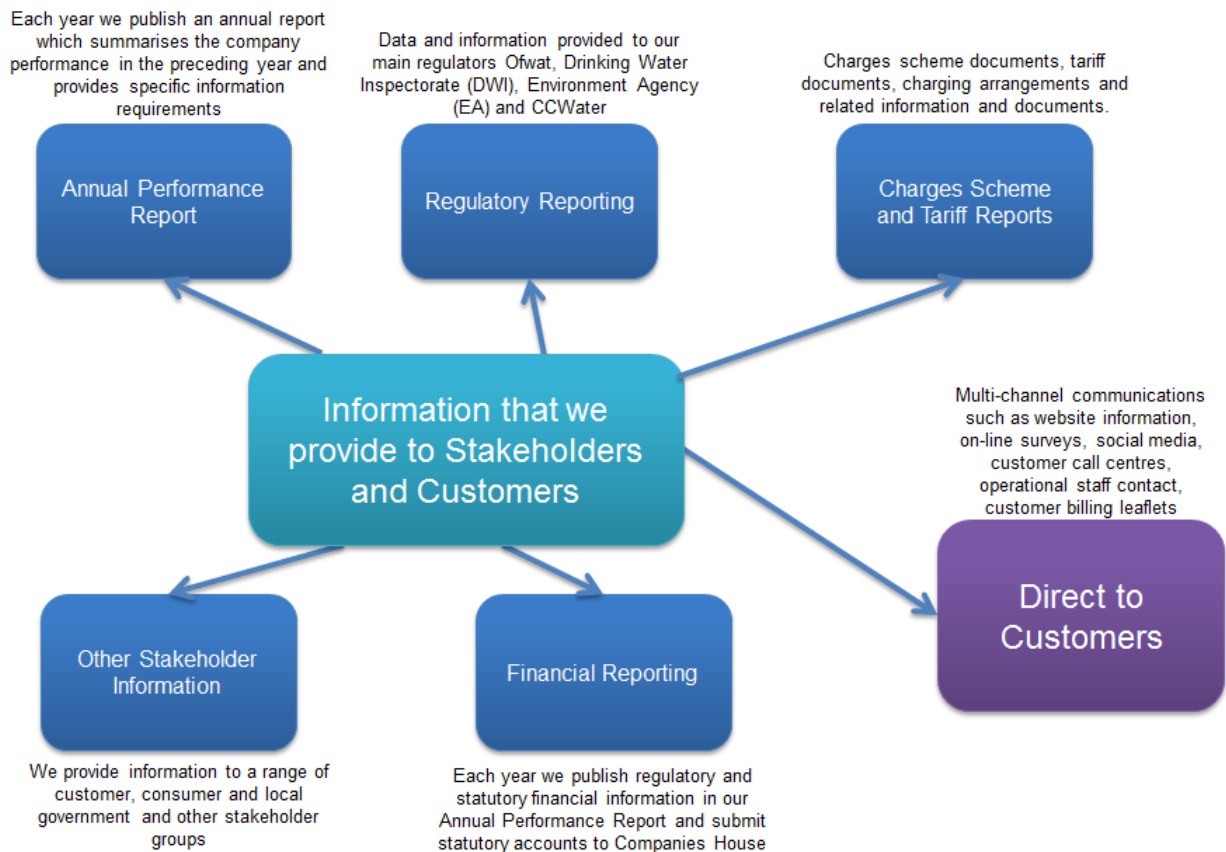 Each year we publish an annual report
which summarises the company
performance in the preceding year and
provides specific information
requirements
Annual Performance
Report
Data and information provided to our
main regulators Ofwat, Drinking Water
Inspectorate (DWI), Environment Agency
(EA) and CCWater
Regulatory Reporting
Charges scheme documents, tariff
documents, charging arrangements and
related information and documents.
Charges Scheme
and Tariff Reports
Information that we
provide to Stakeholders
and Customers
Multi-channel communications
such as website information,
on-line surveys, social media,
customer call centres,
operational staff contact,
customer billing leaflets
Direct to
Customers
Other Stakeholder
Information
We provide information to a range of
customer, consumer and local
government and other stakeholder
groups
Financial Reporting
Each year we publish regulatory and
statutory financial information in our
Annual Performance Report and submit
statutory accounts to Companies House